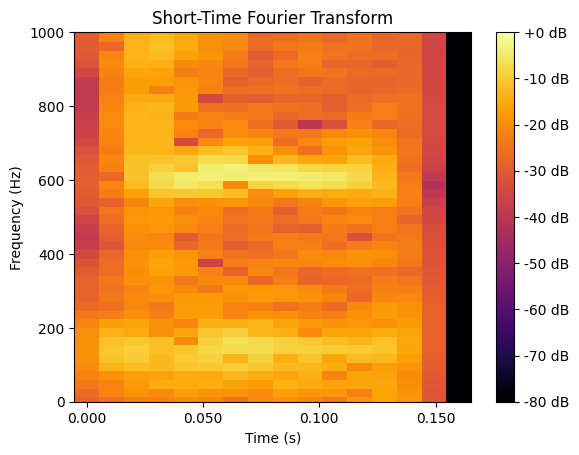 Short-Time Fourier Transform
1000
800
600
400
200
0
Frequency (Hz)
0.000
0.050
0.100
0.150
Time (s)
+0 dB
-10 dB
-20 dB
-30 dB
-40 dB
-50 dB
-60 dB
-70 dB
-80 dB